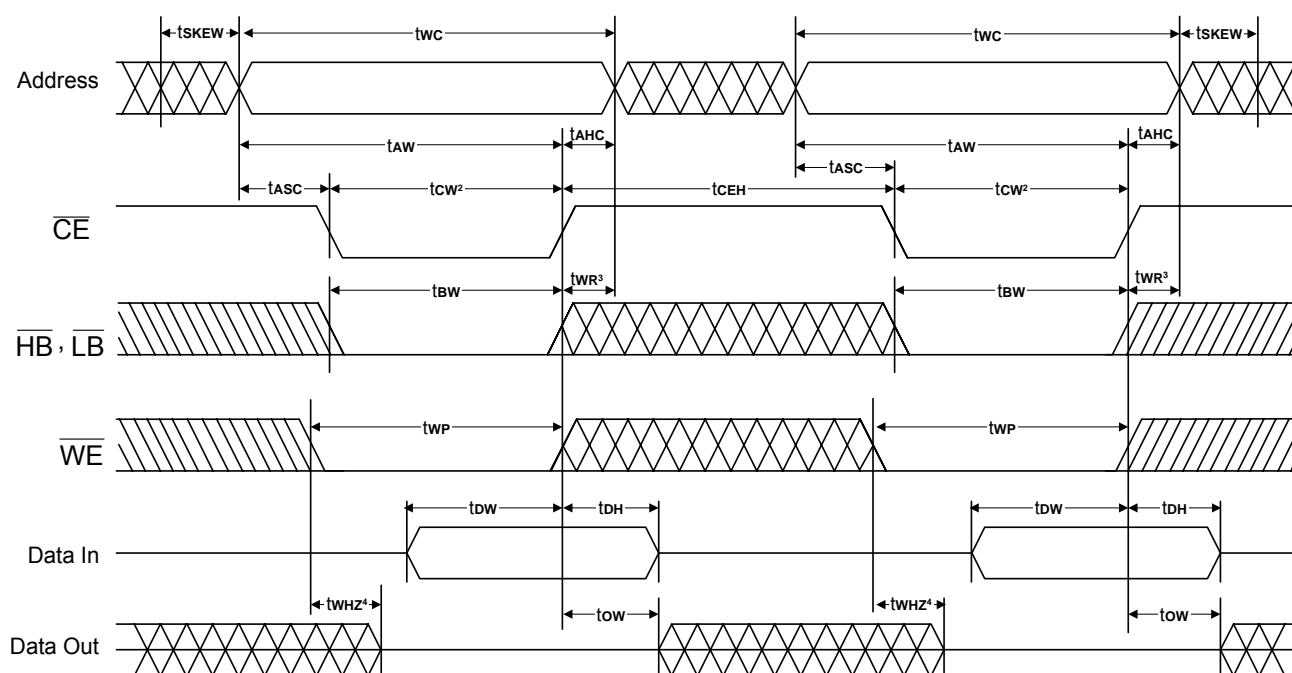 tSKEW tWC tWC tSKEW
Address
tAW tAHC tAW tAHC
tASC tCW² tCEH tASC tCW²
CE
tBW tWR³ tBW tWR³
HB , LB
tWP tWP
WE
tDW tDH tDW tDH
Data In
tWHZ⁴ tOW tWHZ⁴ tOW
Data Out